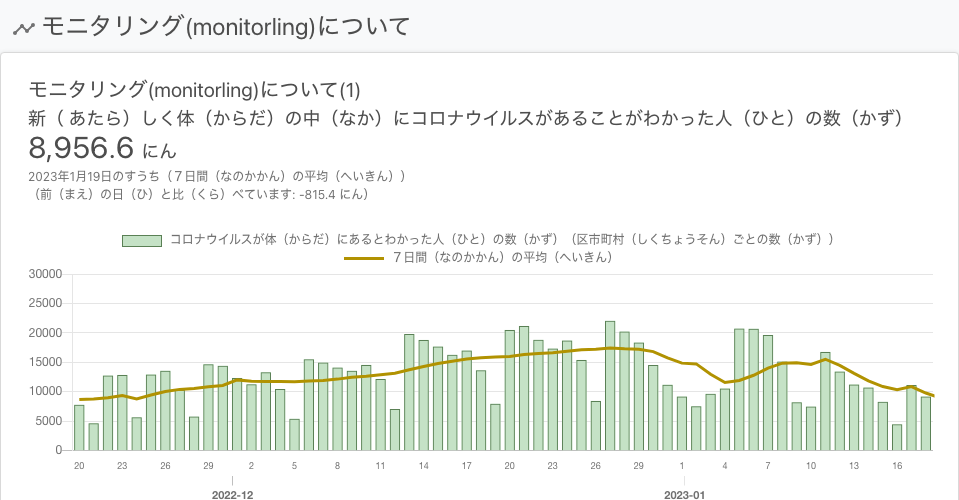 モニタリング(monitorling)について
モニタリング(monitorling)について(1)
新（ あたら）しく体（からだ）の中（なか）にコロナウイルスがあることがわかった人（ひと）の数（かず）
8,956.6 にん
2023年1月19日のすうち（７日間（なのかかん）の平均（へいきん））
（前（まえ）の日（ひ）と比（くら）べています: -815.4 にん）
コロナウイルスが体（からだ）にあるとわかった人（ひと）の数（かず）（区市町村（しくちょうそん）ごとの数（かず））
７日間（なのかかん）の平均（へいきん）
30000
25000
20000
15000
10000
5000
0
20 23 26 29 2 5 8 11 14 17 20 23 26 29 1 4 7 10 13 16
2022-12 2023-01